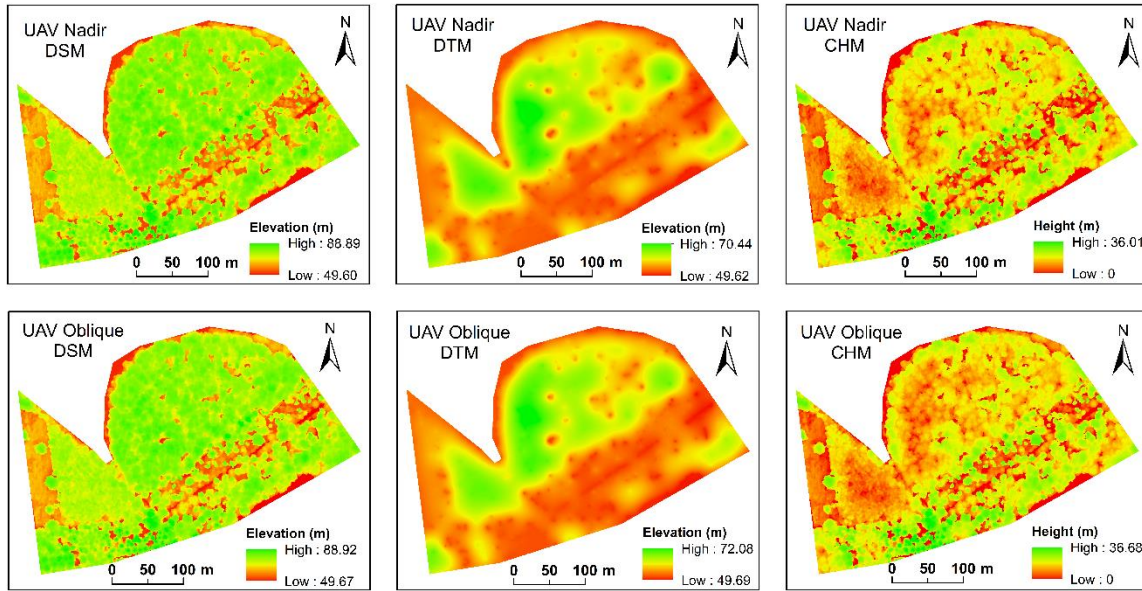 UAV Nadir
DSM
N
Elevation (m)
High : 88.89
Low : 49.60
0 50 100 m
UAV Nadir
DTM
N
Elevation (m)
High : 70.44
Low : 49.62
0 50 100 m
UAV Nadir
CHM
N
Height (m)
High : 36.01
Low : 0
0 50 100 m
UAV Oblique
DSM
N
Elevation (m)
High : 88.92
Low : 49.67
0 50 100 m
UAV Oblique
DTM
N
Elevation (m)
High : 72.08
Low : 49.69
0 50 100 m
UAV Oblique
CHM
N
Height (m)
High : 36.68
Low : 0
0 50 100 m